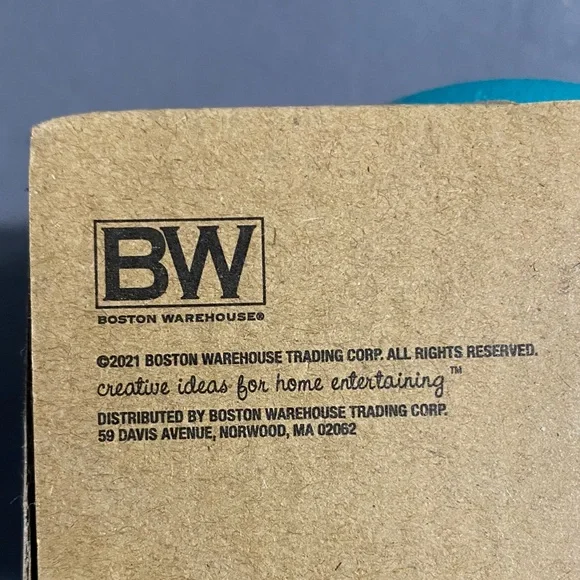 BW
BOSTON WAREHOUSE®
©2021 BOSTON WAREHOUSE TRADING CORP. ALL RIGHTS RESERVED.
creative ideas for home entertaining™
DISTRIBUTED BY BOSTON WAREHOUSE TRADING CORP.
59 DAVIS AVENUE, NORWOOD, MA 02062